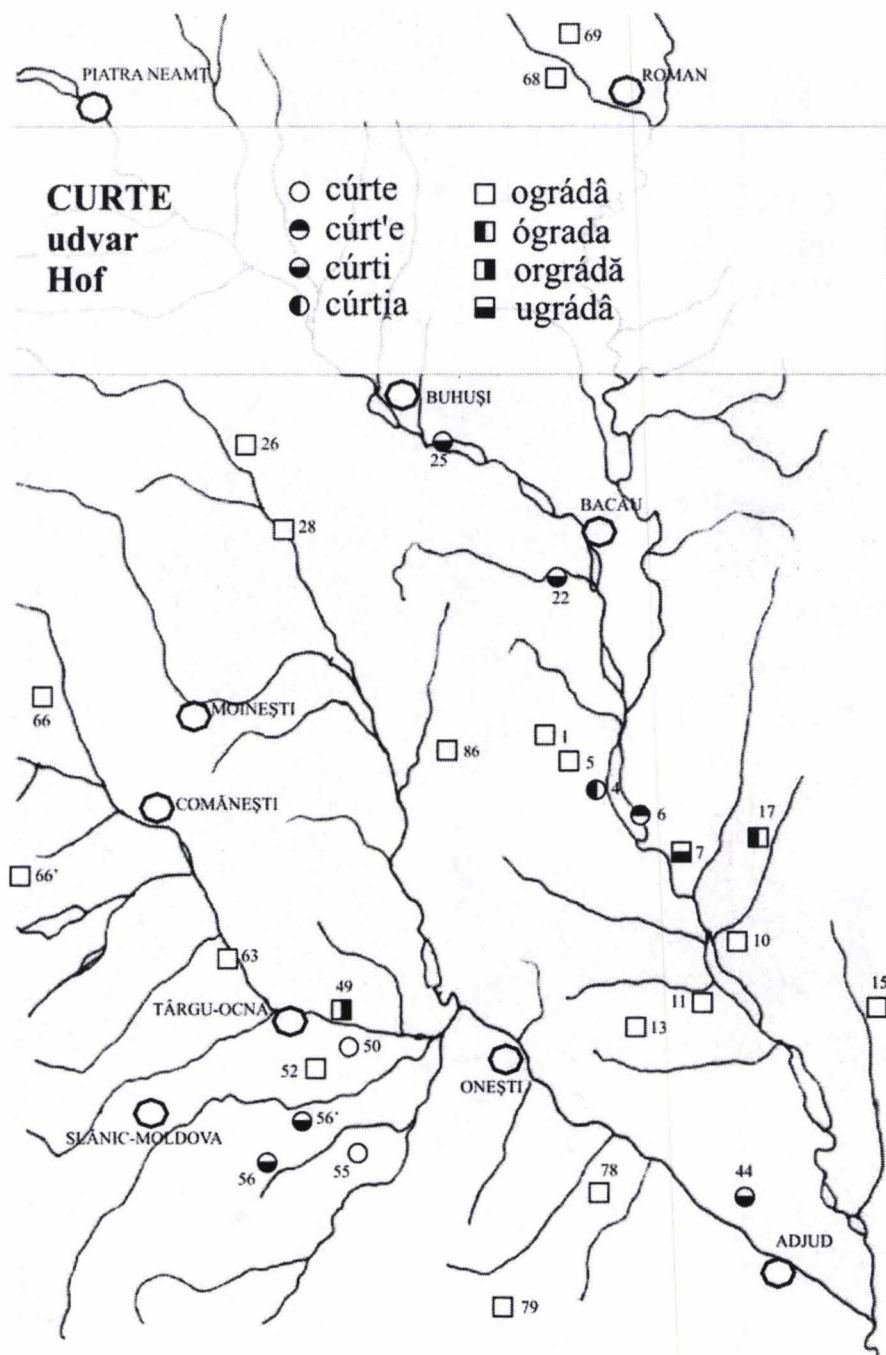 69
PIATRA NEAMȚ
68
ROMAN
CURTE
udvar
Hof
cúrte
cúrt'e
cúrti
cúrtia
ográdâ
ógrada
orgrádă
ugrádâ
BUHUȘI
26
25
28
BACĂU
22
66
MOINEȘTI
1
86
5
COMĂNEȘTI
4
6
17
7
66'
10
63
15
49
11
TÂRGU-OCNA
13
50
52
ONEȘTI
56'
SLĂNIC-MOLDOVA
55
56
78
44
ADJUD
79